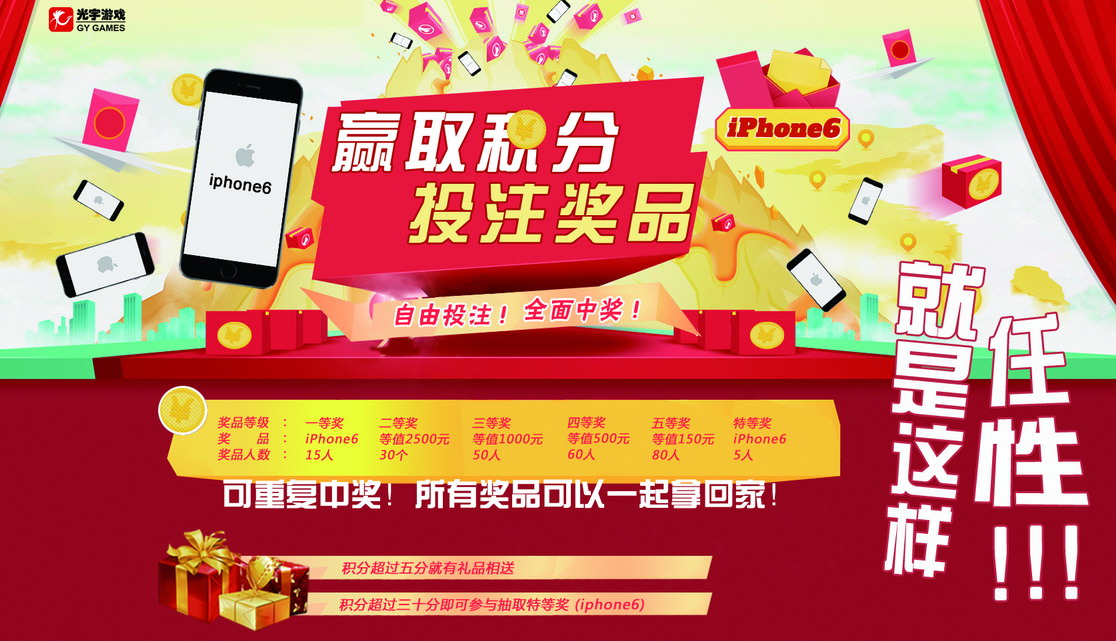 光宇游戏
GY GAMES
iphone6
赢取积分
投注奖品
iPhone6
自由投注！全面中奖！
就是这样
任性!!!
奖品等级 ： 一等奖 二等奖 三等奖 四等奖 五等奖 特等奖
奖 品 ： iPhone6 等值2500元 等值1000元 等值500元 等值150元 iPhone6
奖品人数 ： 15人 30个 50人 60人 80人 5人
可重复中奖！所有奖品可以一起拿回家！
积分超过五分就有礼品相送
积分超过三十分即可参与抽取特等奖 (iphone6)